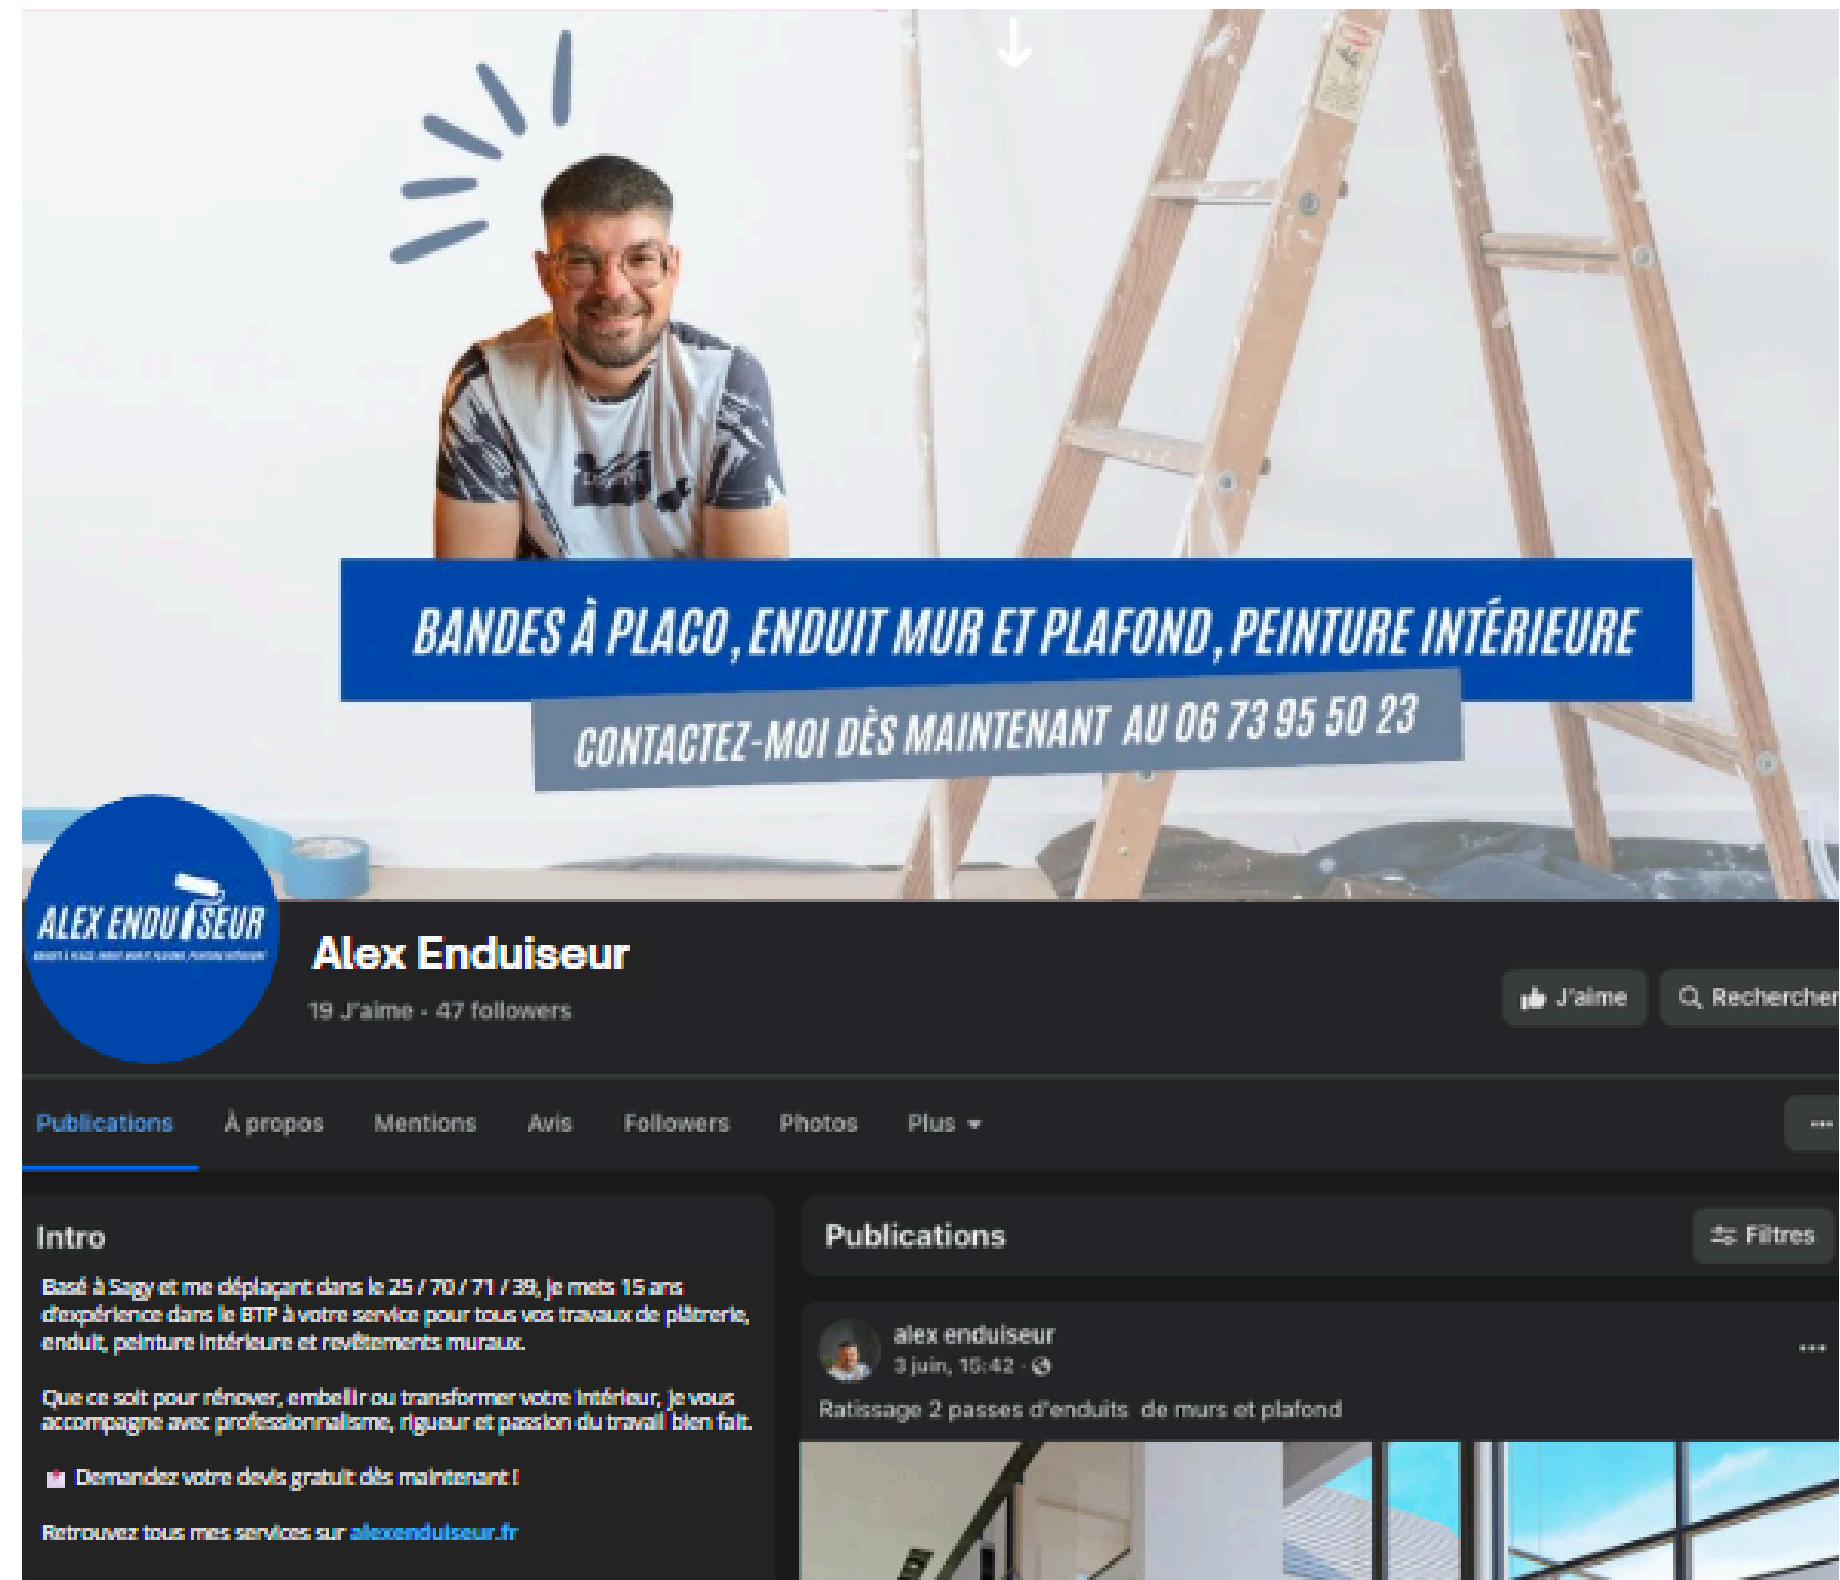 BANDES À PLACO, ENDUIT MUR ET PLAFOND, PEINTURE INTÉRIEURE
CONTACTEZ-MOI DÈS MAINTENANT AU 06 73 95 50 23
ALEX ENDUISEUR
Alex Enduiseur
19 J'aime • 47 followers
J'aime
Rechercher
Publications
À propos
Mentions
Avis
Followers
Photos
Plus
Intro
Basé à Sagy et me déplaçant dans le 25 / 70 / 71 / 39, je mets 15 ans
d'expérience dans le BTP à votre service pour tous vos travaux de plâtrerie,
enduit, peinture intérieure et revêtements muraux.
Que ce soit pour rénover, embellir ou transformer votre intérieur, je vous
accompagne avec professionnalisme, rigueur et passion du travail bien fait.
Demandez votre devis gratuit dès maintenant !
Retrouvez tous mes services sur alexenduiseur.fr
Publications
Filtres
alex enduiseur
3 juin, 15:42
Ratissage 2 passes d'enduits de murs et plafond